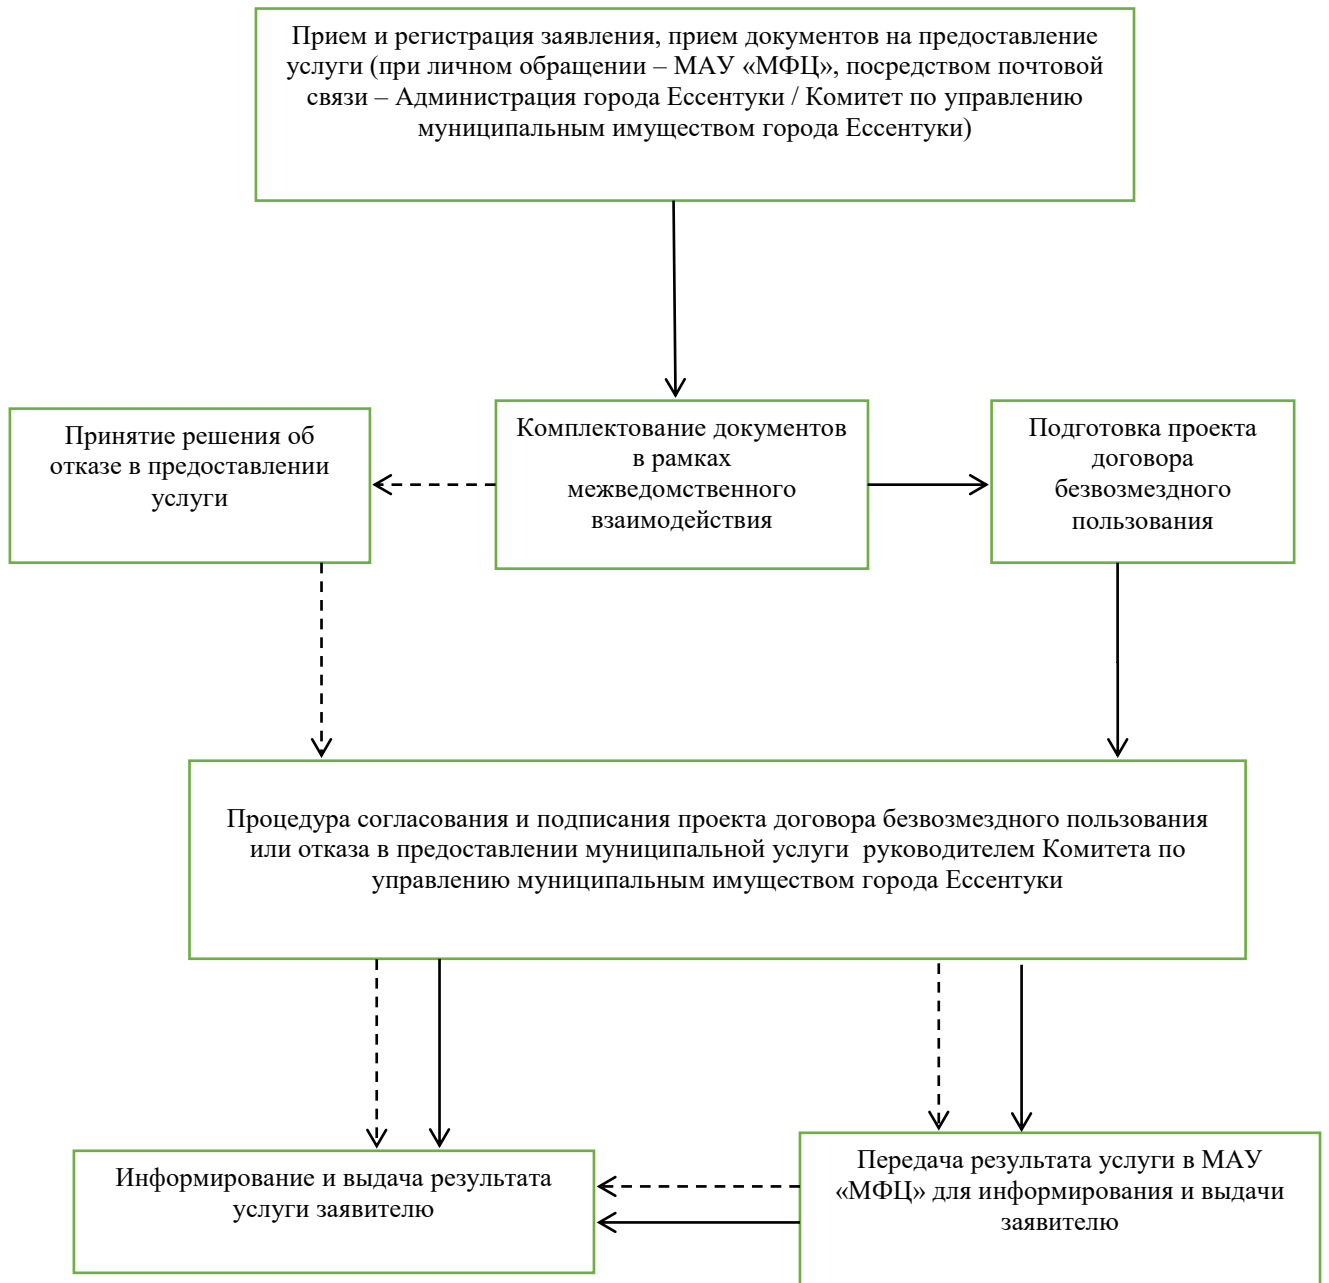 Прием и регистрация заявления, прием документов на предоставление
услуги (при личном обращении – МАУ «МФЦ», посредством почтовой
связи – Администрация города Ессентуки / Комитет по управлению
муниципальным имуществом города Ессентуки)
Принятие решения об
отказе в предоставлении
услуги
Комплектование документов
в рамках
межведомственного
взаимодействия
Подготовка проекта
договора
безвозмездного
пользования
Процедура согласования и подписания проекта договора безвозмездного пользования
или отказа в предоставлении муниципальной услуги  руководителем Комитета по
управлению муниципальным имуществом города Ессентуки
Информирование и выдача результата
услуги заявителю
Передача результата услуги в МАУ
«МФЦ» для информирования и выдачи
заявителю